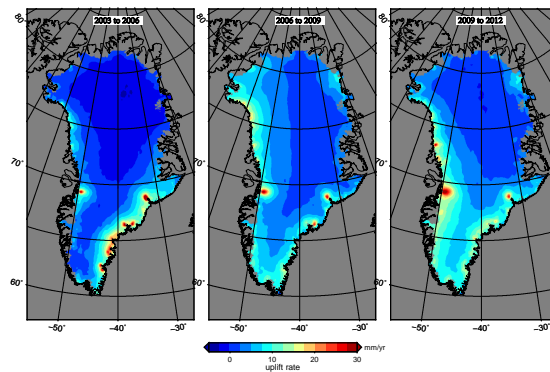 2003 to 2006 2006 to 2009 2009 to 2012
80° 80° 80°
70° 70° 70°
60° 60° 60°
−50° −40° −30° −50° −40° −30° −50° −40° −30°
0 10 20 30 mm/yr
uplift rate